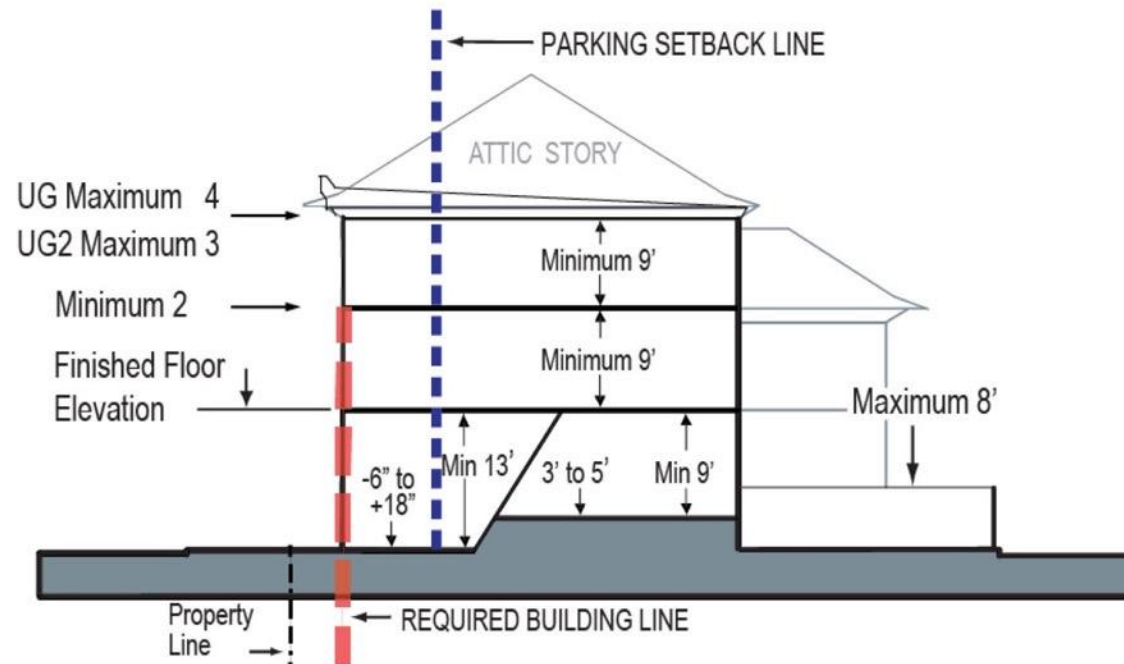 PARKING SETBACK LINE
ATTIC STORY
UG Maximum 4
UG2 Maximum 3
Minimum 9’
Minimum 2
Minimum 9’
Finished Floor
Elevation
Maximum 8’
-6” to
+18”
Min 13’
3’ to 5’
Min 9’
Property
Line
REQUIRED BUILDING LINE